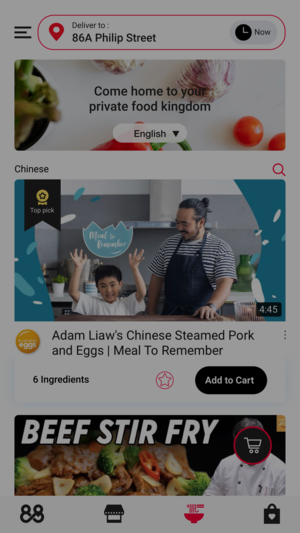 Deliver to :
86A Philip Street
Now
Come home to your
private food kingdom
English ▼
Chinese
Top pick
Meal to
Remember
4:45
eggs
Adam Liaw's Chinese Steamed Pork
and Eggs | Meal To Remember
6 Ingredients
Add to Cart
BEEF STIR FRY
88